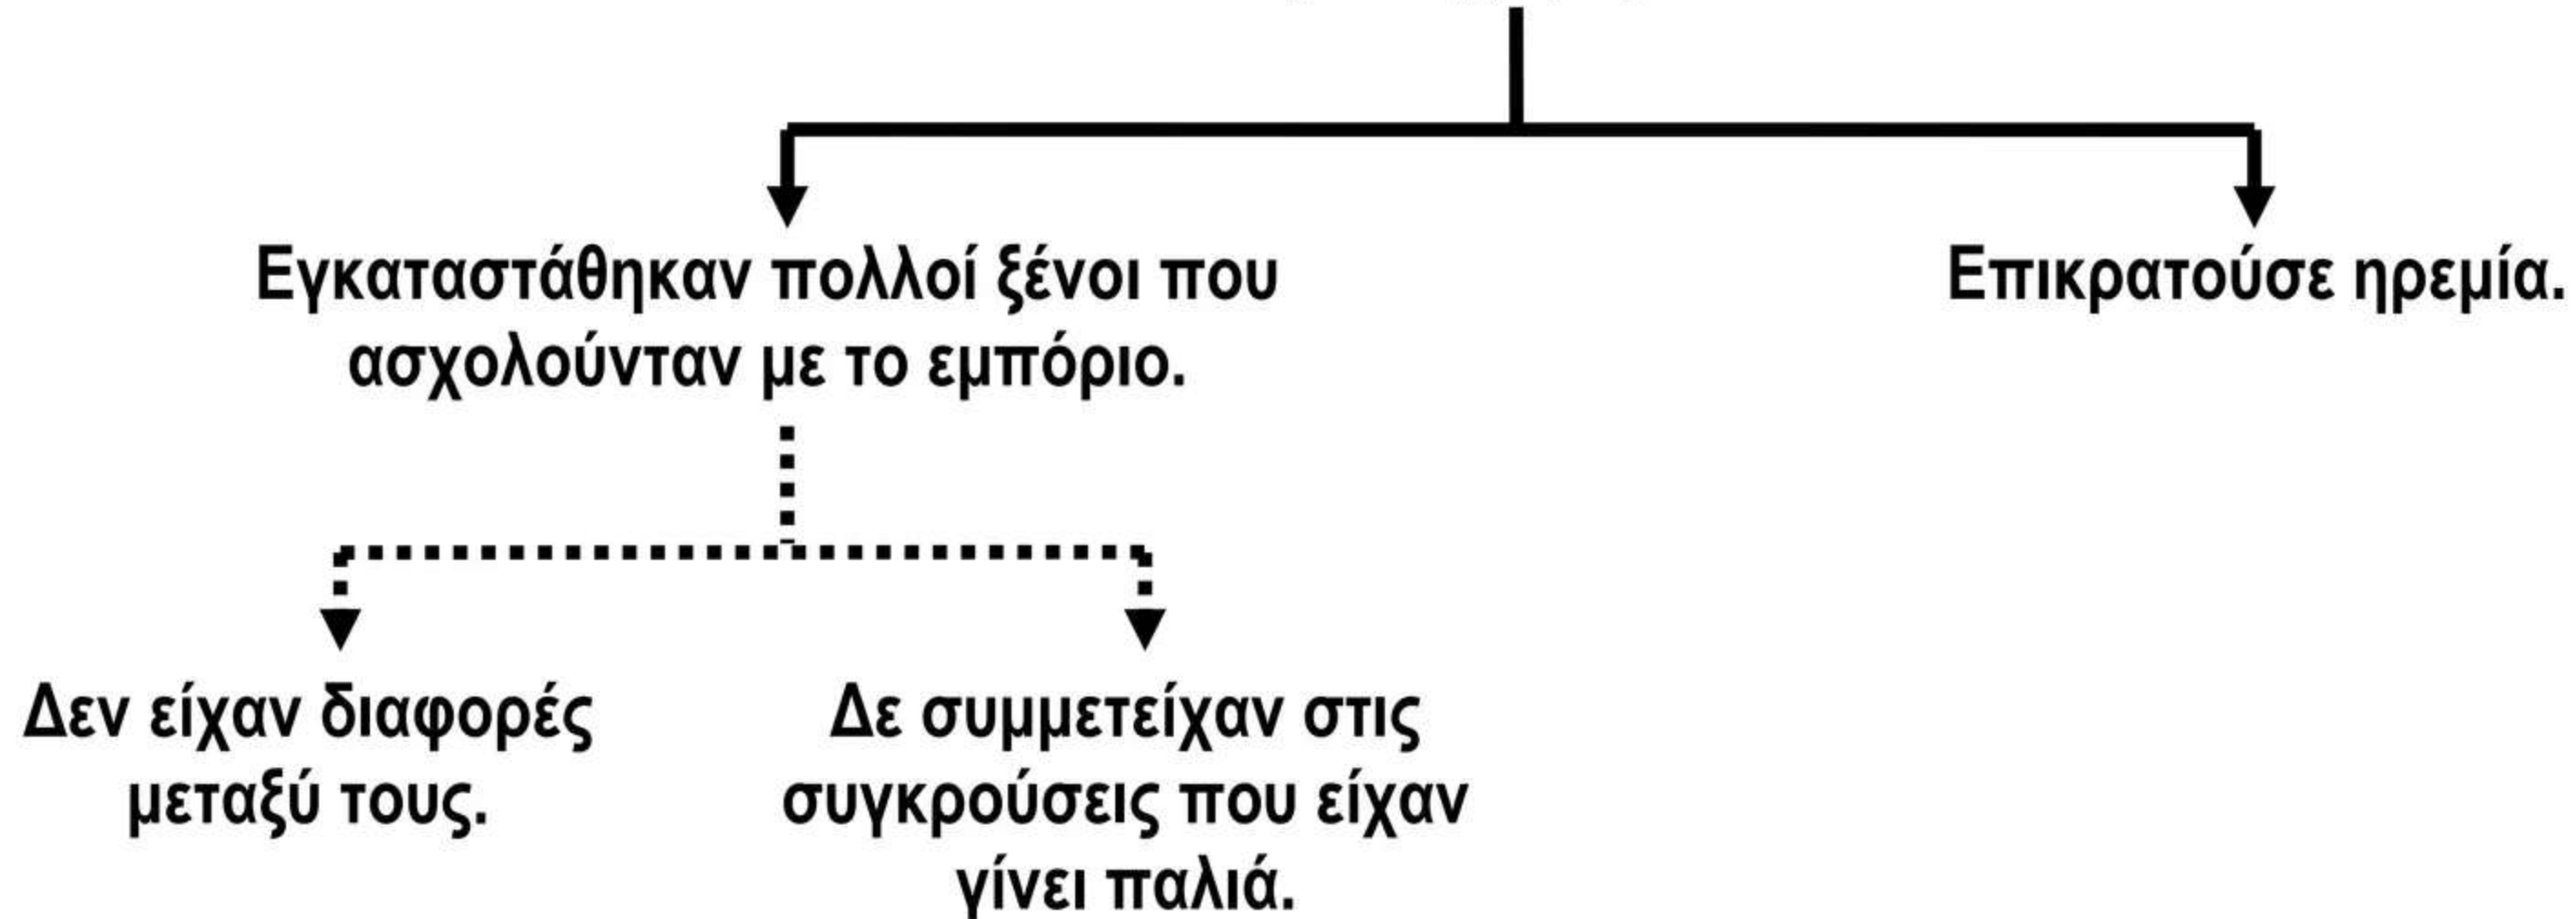 Εγκαταστάθηκαν πολλοί ξένοι που
ασχολούνταν με το εμπόριο.
Επικρατούσε ηρεμία.
Δεν είχαν διαφορές
μεταξύ τους.
Δε συμμετείχαν στις
συγκρούσεις που είχαν
γίνει παλιά.